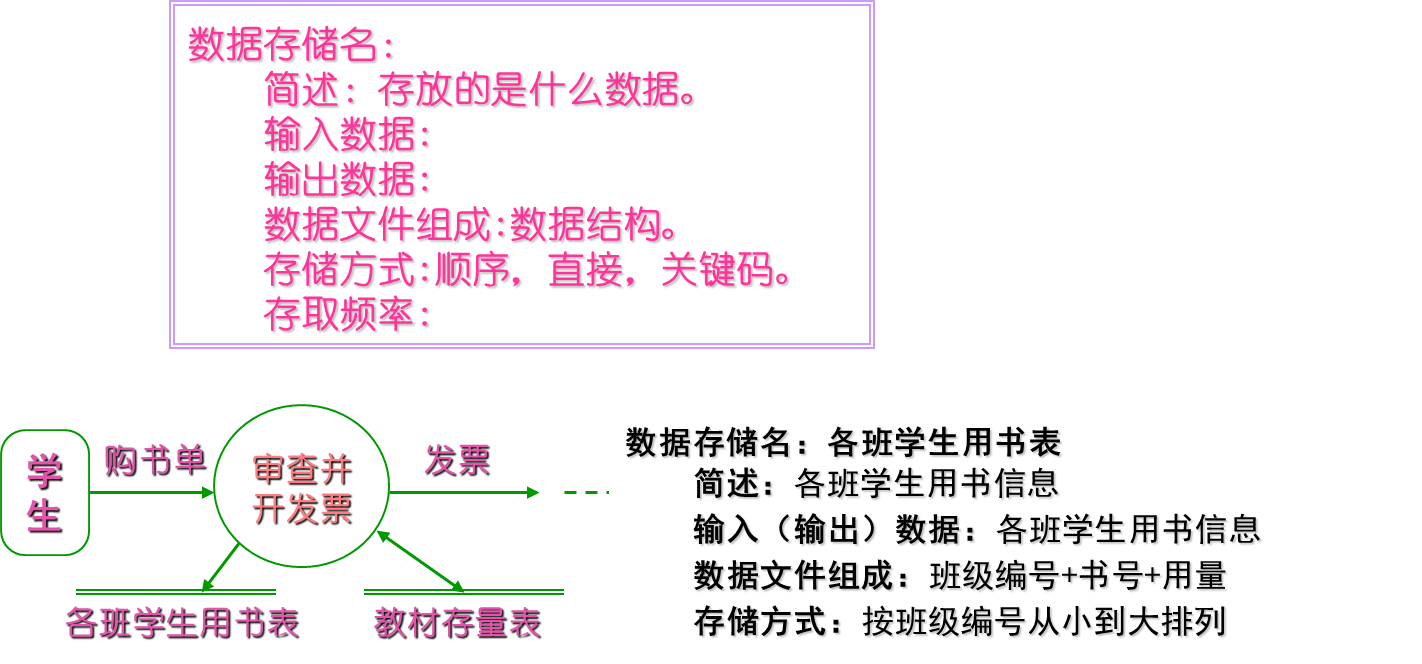 数据存储名:
简述: 存放的是什么数据。
输入数据:
输出数据:
数据文件组成:数据结构。
存储方式:顺序，直接，关键码。
存取频率:
学生
购书单
审查并
开发票
发票
各班学生用书表
教材存量表
数据存储名：各班学生用书表
简述：各班学生用书信息
输入（输出）数据：各班学生用书信息
数据文件组成：班级编号+书号+用量
存储方式：按班级编号从小到大排列